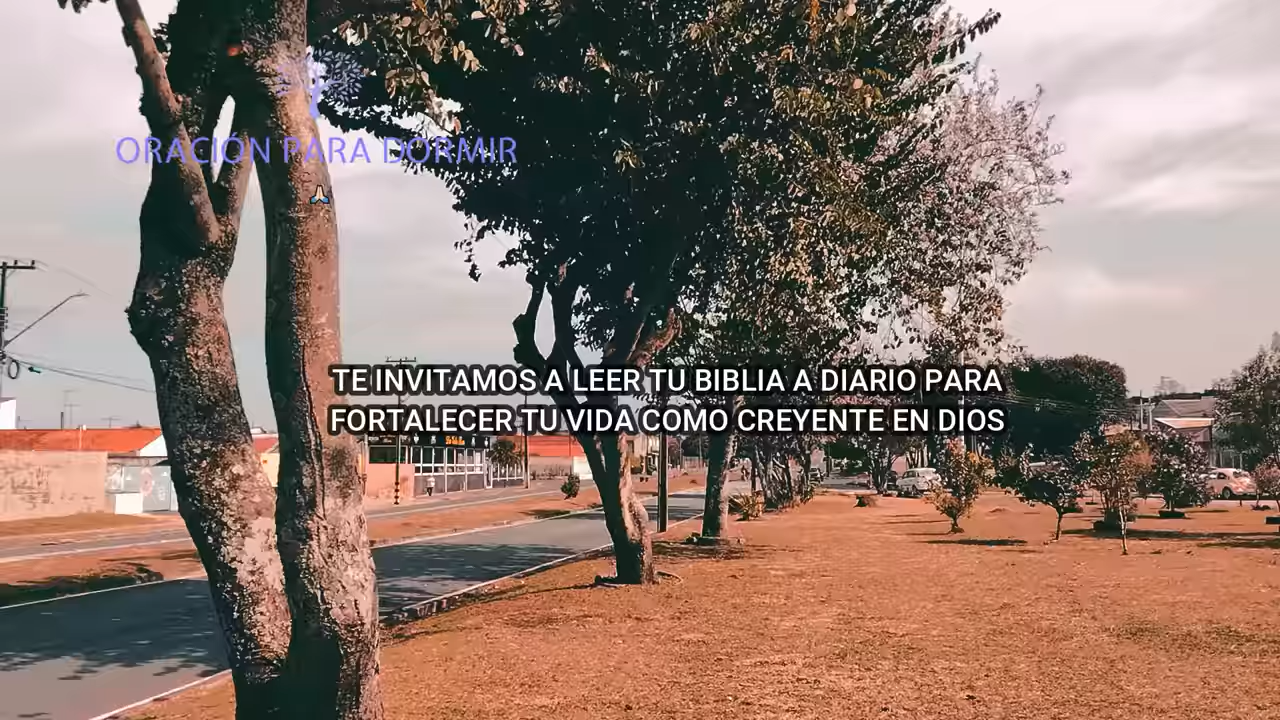 ORACIÓN PARA DORMIR
TE INVITAMOS A LEER TU BIBLIA A DIARIO PARA
FORTALECER TU VIDA COMO CREYENTE EN DIOS